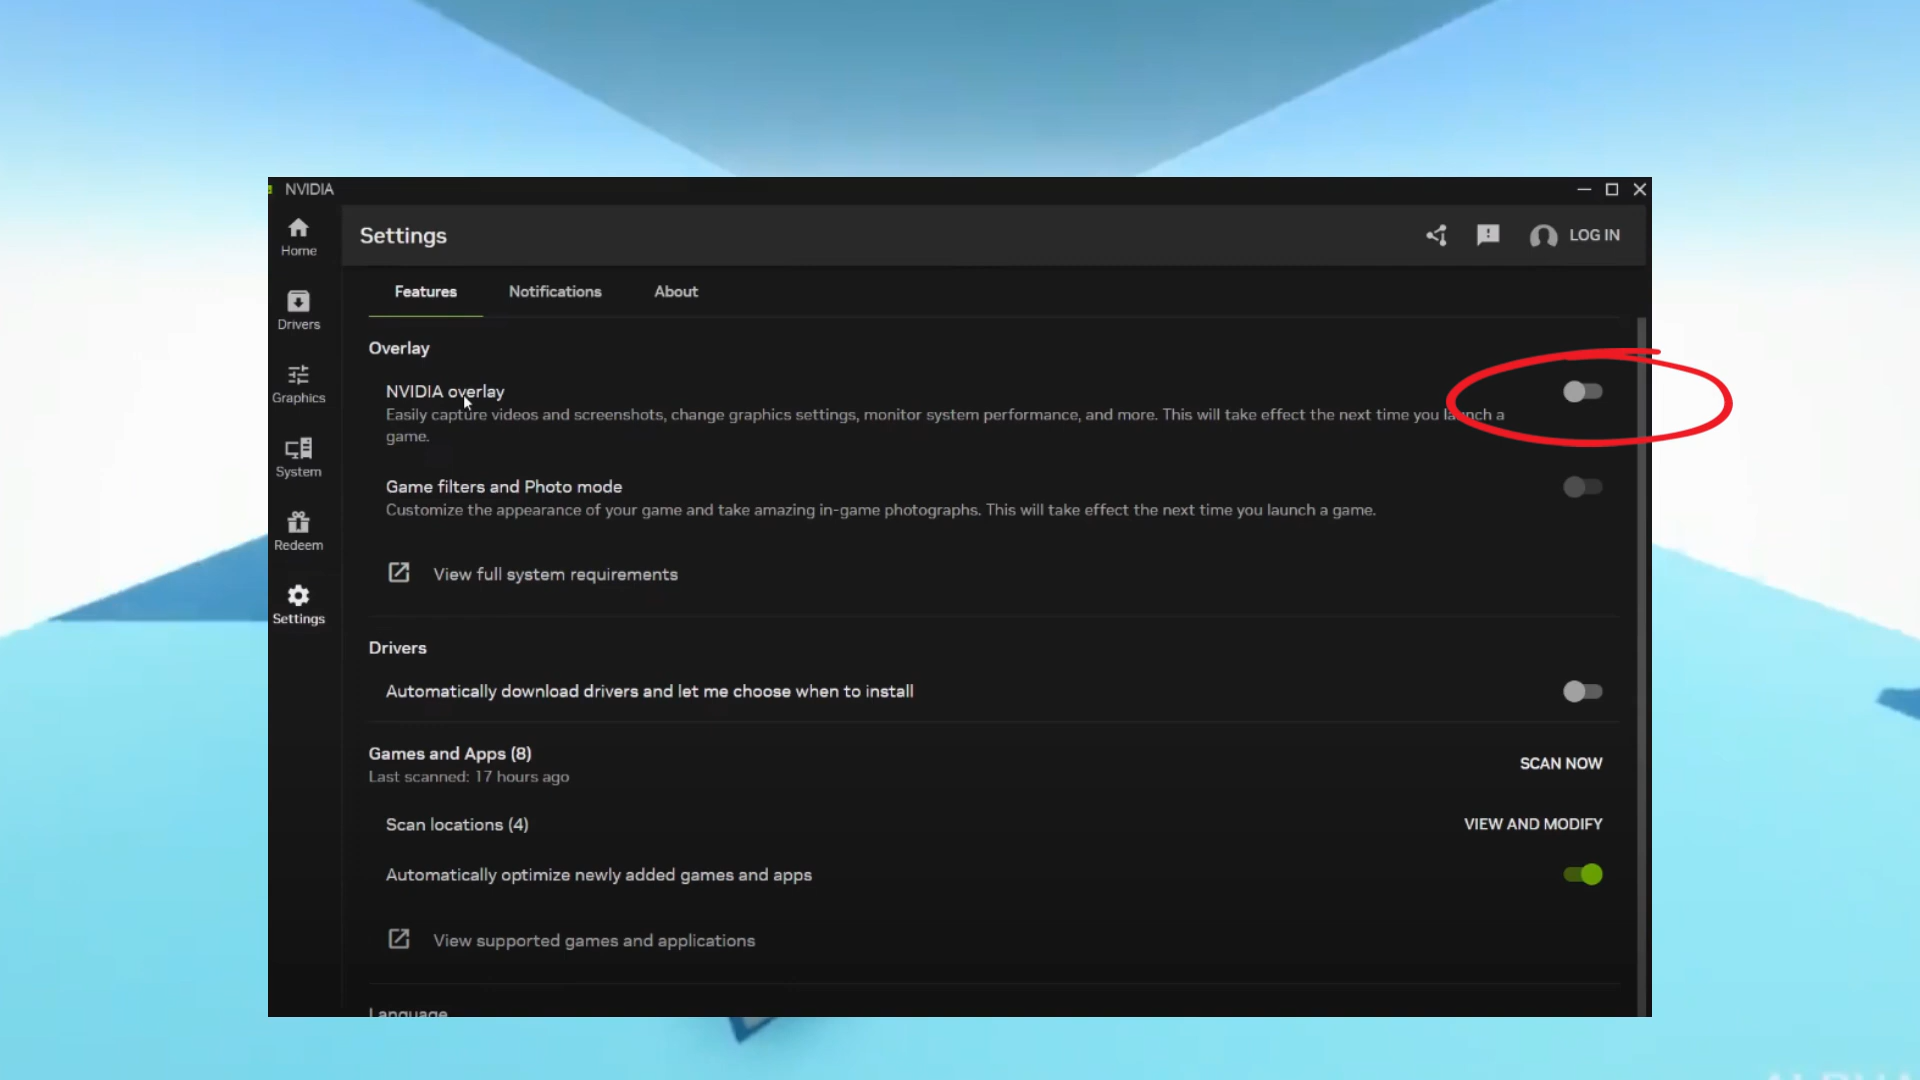 NVIDIA
Home
Settings
LOG IN
Drivers
Features
Notifications
About
Overlay
Graphics
NVIDIA overlay
Easily capture videos and screenshots, change graphics settings, monitor system performance, and more. This will take effect the next time you launch a
game.
System
Game filters and Photo mode
Customize the appearance of your game and take amazing in-game photographs. This will take effect the next time you launch a game.
Redeem
View full system requirements
Settings
Drivers
Automatically download drivers and let me choose when to install
Games and Apps (8)
Last scanned: 17 hours ago
SCAN NOW
Scan locations (4)
VIEW AND MODIFY
Automatically optimize newly added games and apps
View supported games and applications
Language